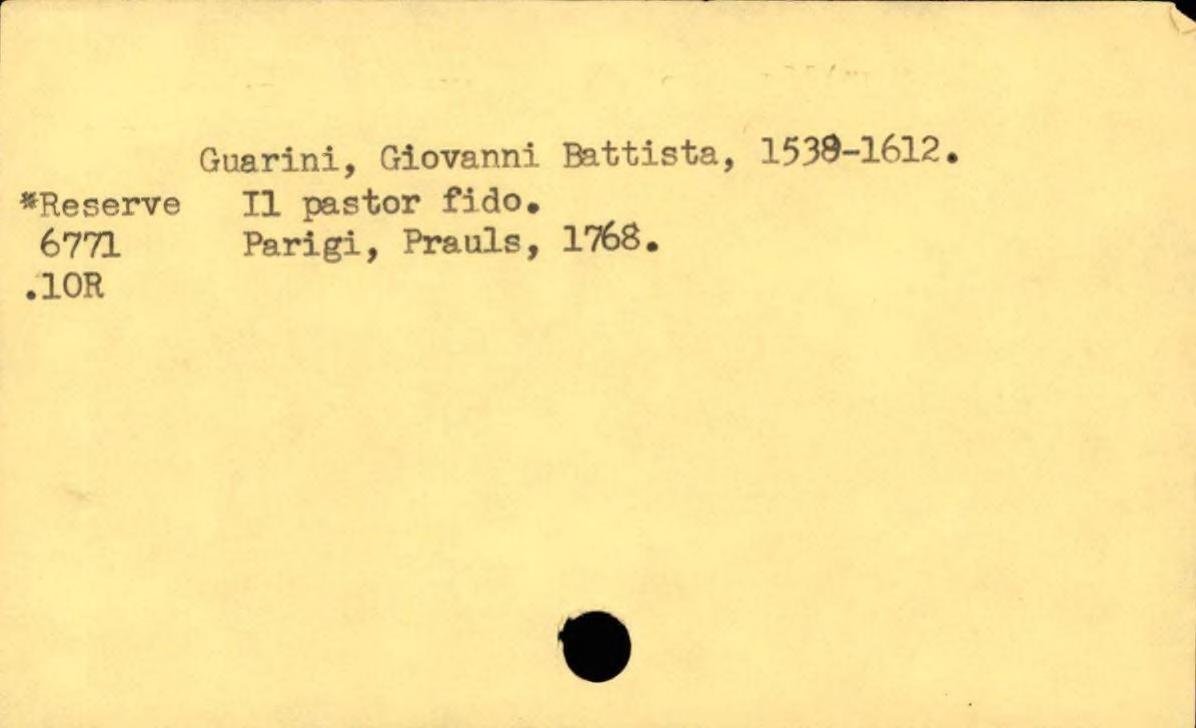 Guarini, Giovanni Battista, 1538-1612.
*Reserve Il pastor fido.
6771 Parigi, Prauls, 1768.
.10R